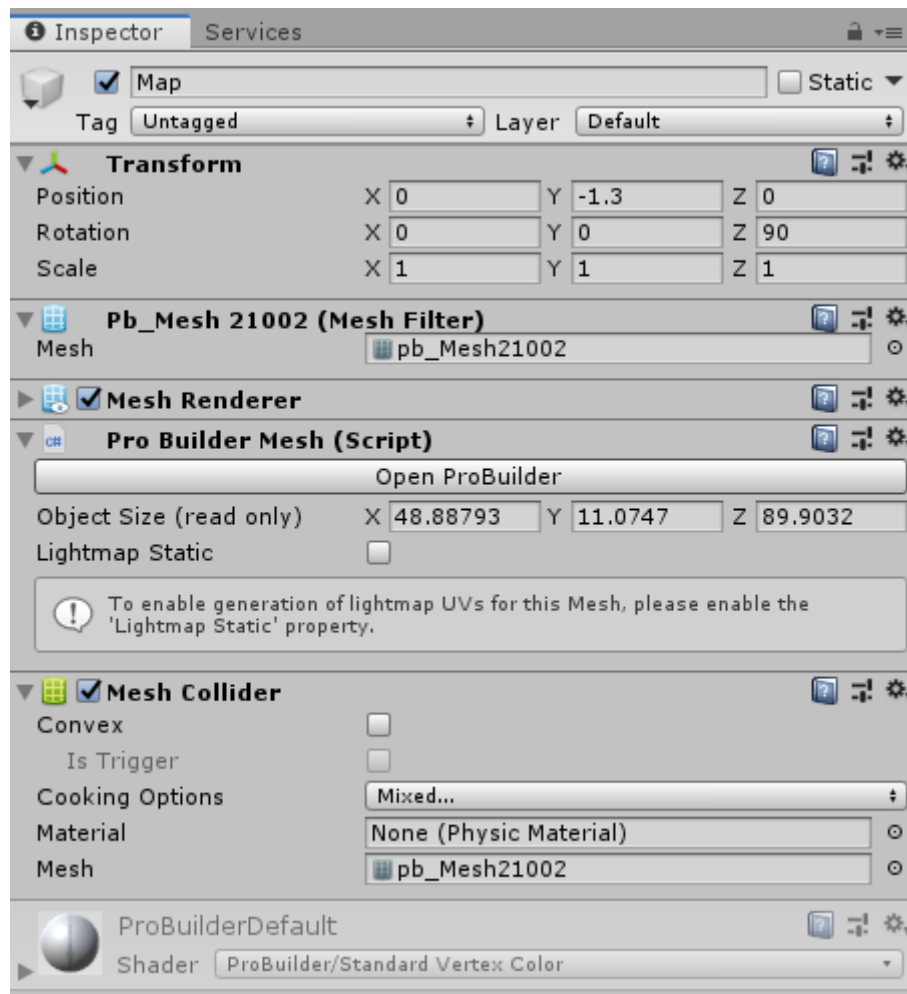 Inspector Services
Map Static
Tag Untagged Layer Default
Transform
Position X 0 Y -1.3 Z 0
Rotation X 0 Y 0 Z 90
Scale X 1 Y 1 Z 1
Pb_Mesh 21002 (Mesh Filter)
Mesh pb_Mesh21002
Mesh Renderer
C# Pro Builder Mesh (Script)
Open ProBuilder
Object Size (read only) X 48.88793 Y 11.0747 Z 89.9032
Lightmap Static
To enable generation of lightmap UVs for this Mesh, please enable the
'Lightmap Static' property.
Mesh Collider
Convex
Is Trigger
Cooking Options Mixed...
Material None (Physic Material)
Mesh pb_Mesh21002
ProBuilderDefault
Shader ProBuilder/Standard Vertex Color